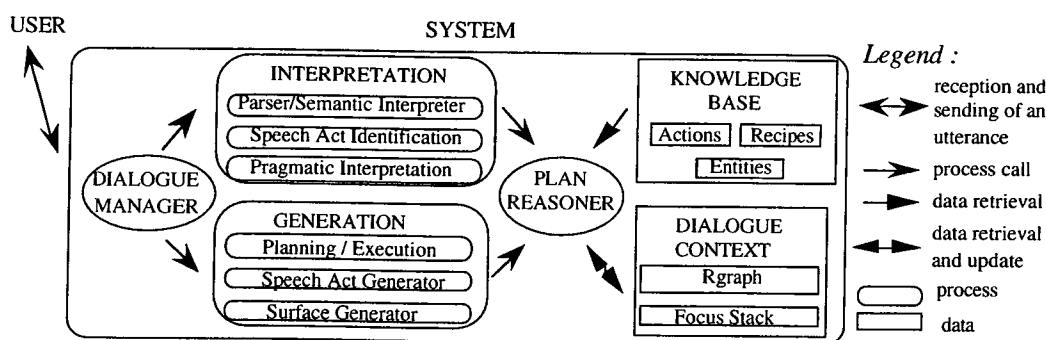 USER
SYSTEM
INTERPRETATION
Parser/Semantic Interpreter
Speech Act Identification
Pragmatic Interpretation
DIALOGUE
MANAGER
GENERATION
Planning / Execution
Speech Act Generator
Surface Generator
PLAN
REASONER
KNOWLEDGE
BASE
Actions
Recipes
Entities
DIALOGUE
CONTEXT
Rgraph
Focus Stack
Legend :
reception and
sending of an
utterance
process call
data retrieval
data retrieval
and update
process
data